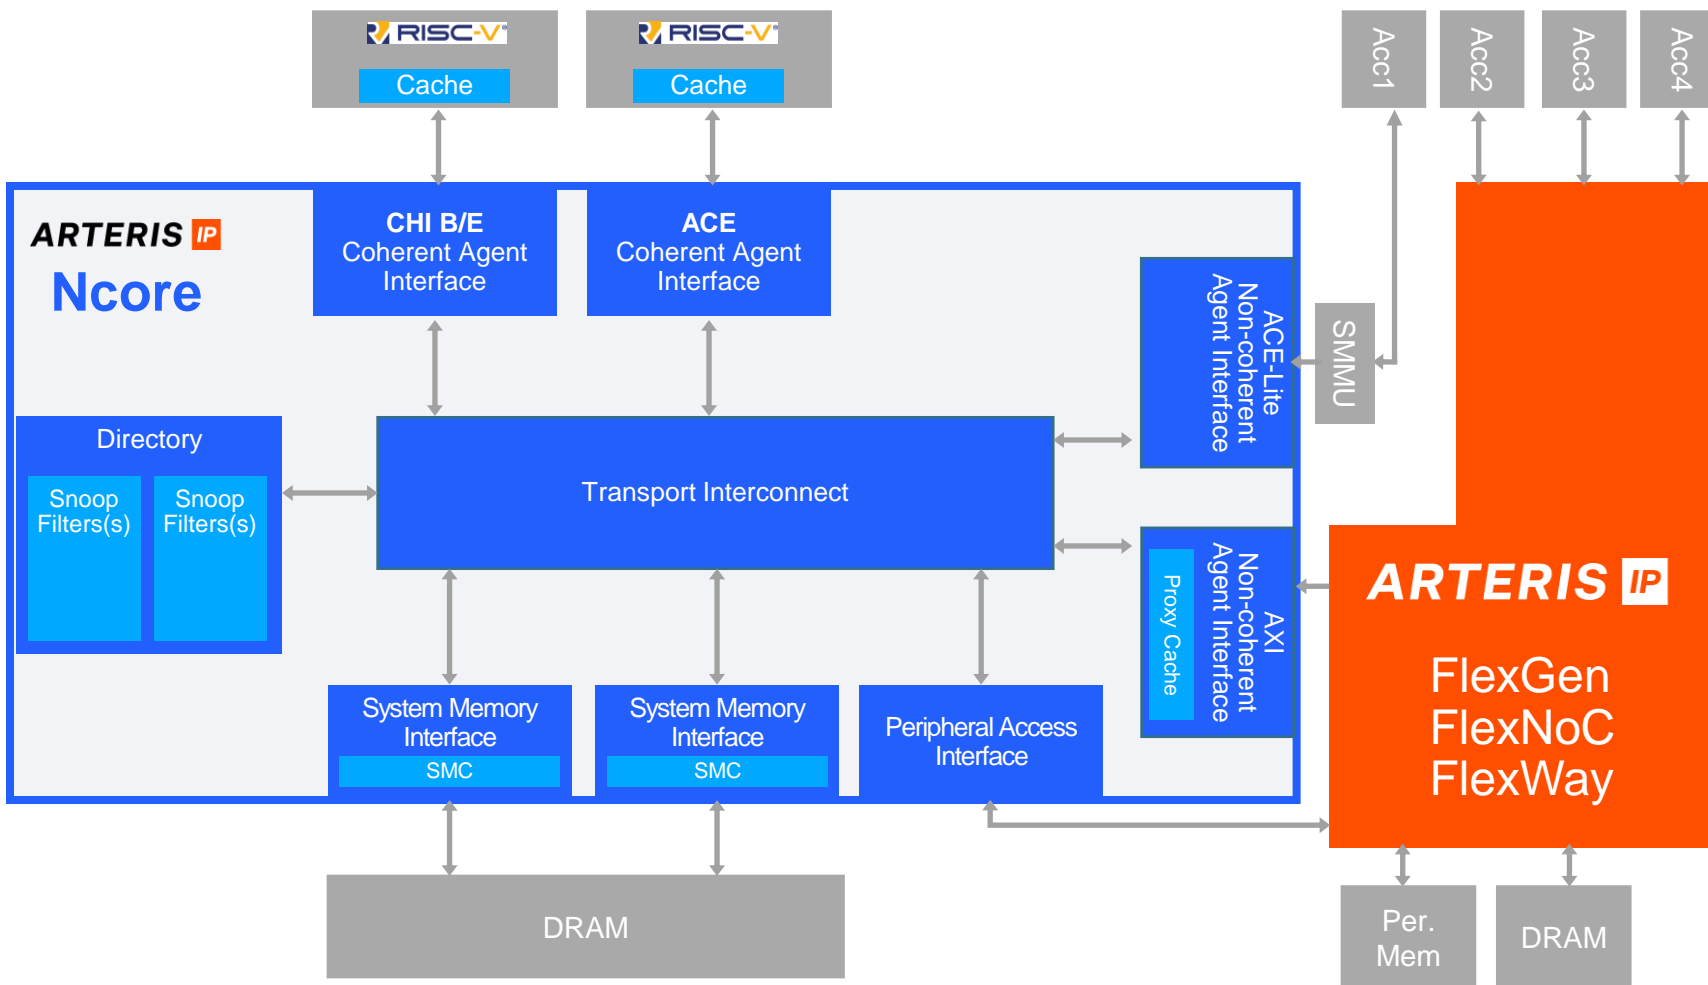 RISC-V®
Cache
RISC-V®
Cache
Acc1
Acc2
Acc3
Acc4
ARTERIS IP
Ncore
CHI B/E
Coherent Agent
Interface
ACE
Coherent Agent
Interface
ACE-Lite
Non-coherent
Agent Interface
SMMU
Directory
Snoop
Filters(s)
Snoop
Filters(s)
Transport Interconnect
AXI
Non-coherent
Agent Interface
Proxy Cache
ARTERIS IP
FlexGen
FlexNoC
FlexWay
System Memory
Interface
SMC
System Memory
Interface
SMC
Peripheral Access
Interface
DRAM
Per.
Mem
DRAM